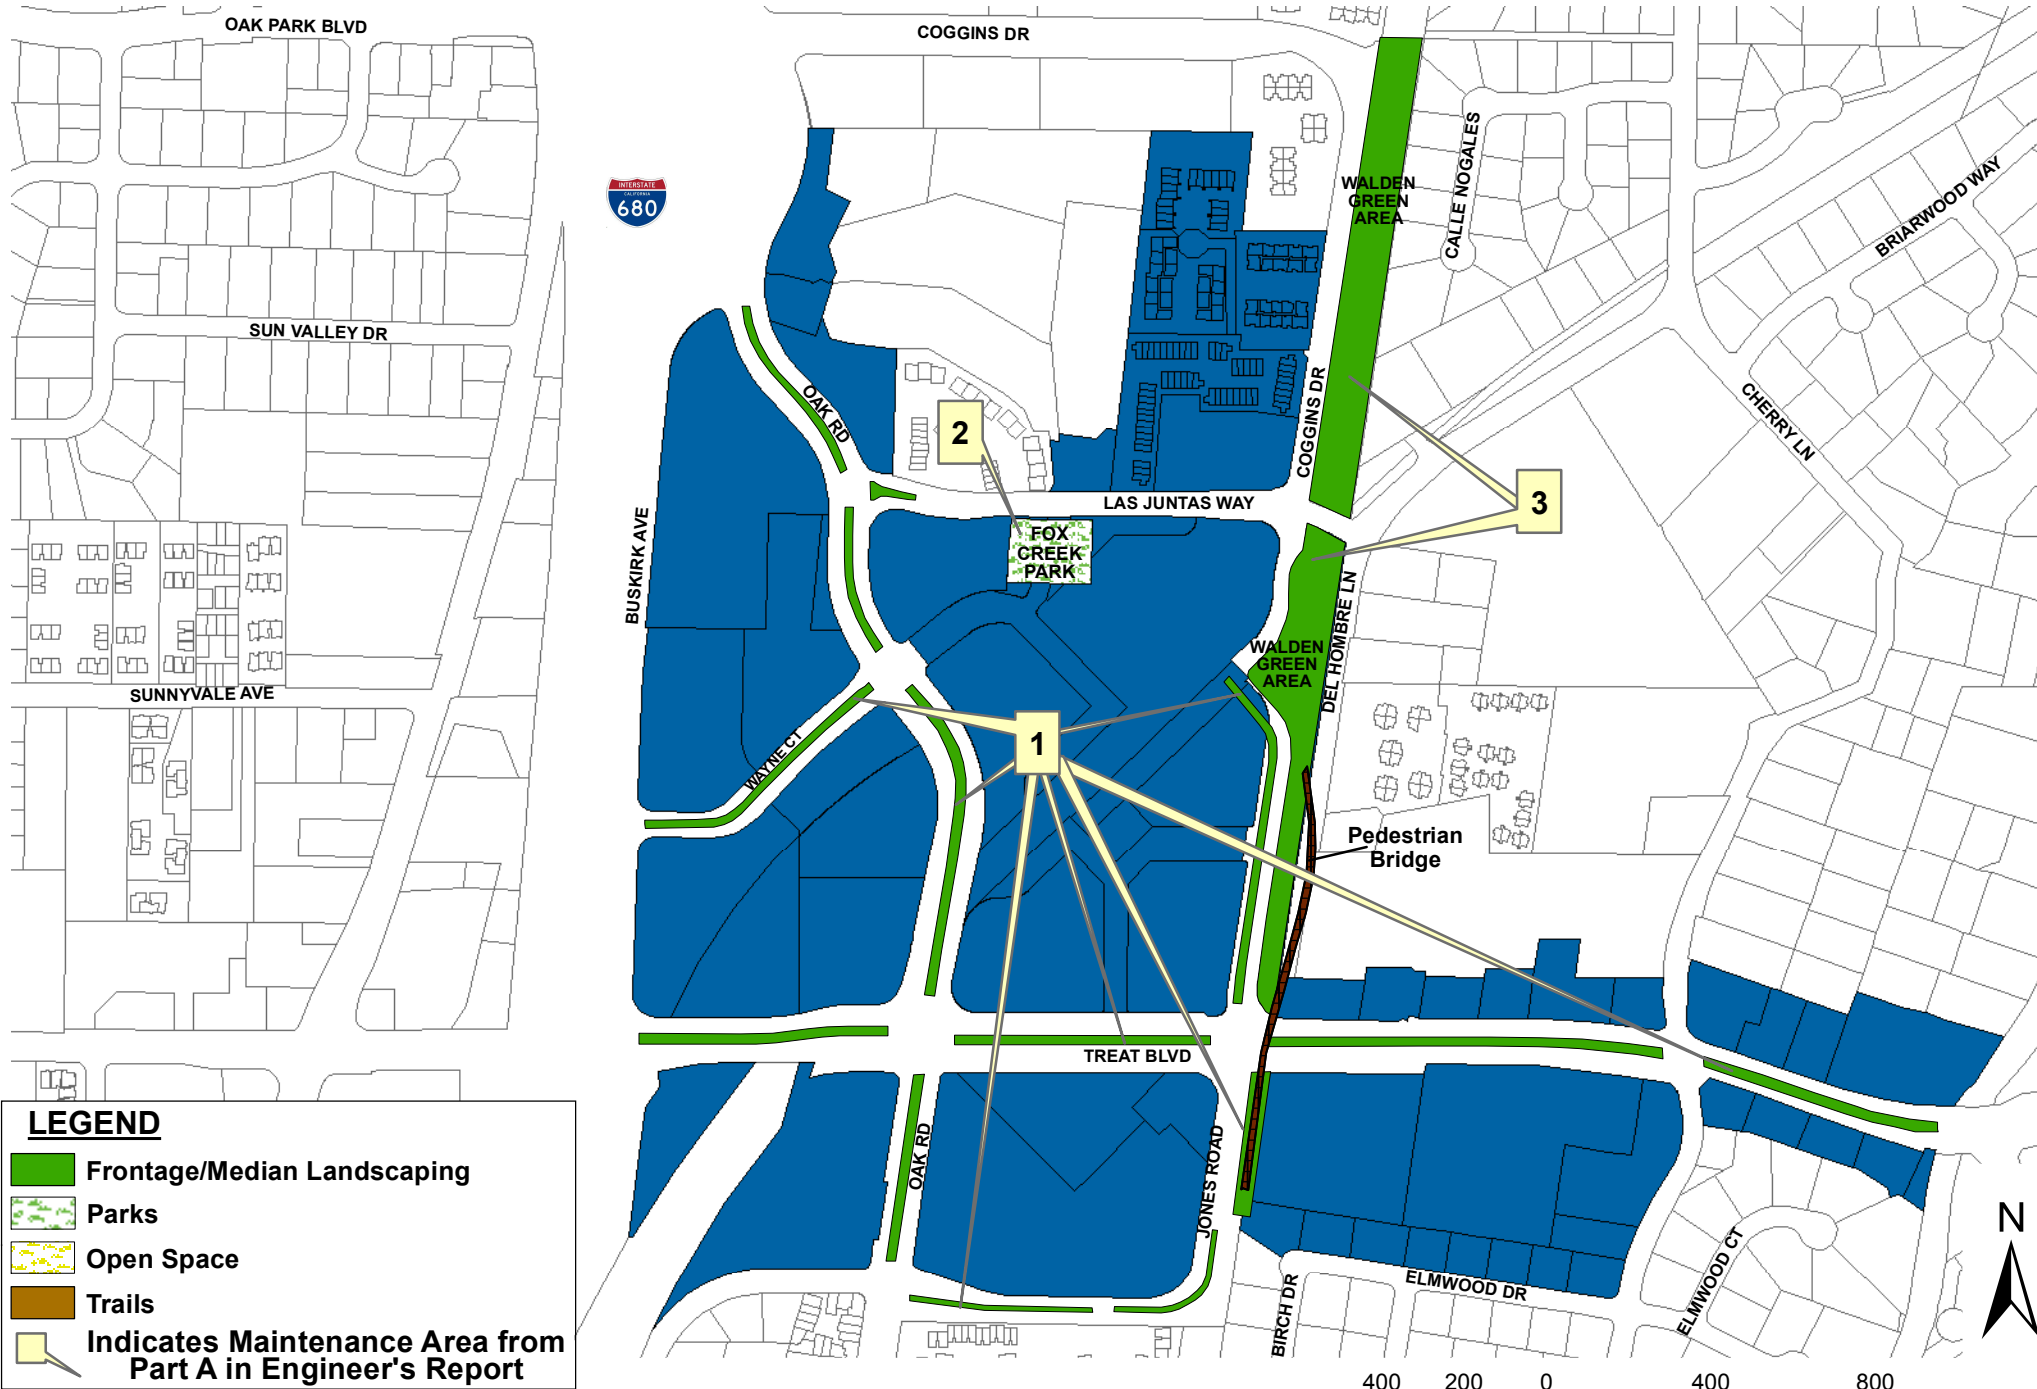 OAK PARK BLVD
COGGINS DR
INTERSTATE
CALIFORNIA
680
WALDEN
GREEN
AREA
CALLE NOGALES
BRIARWOOD WAY
SUN VALLEY DR
OAK RD
2
COGGINS DR
CHERRY LN
3
LAS JUNTAS WAY
BUSKIRK AVE
FOX
CREEK
PARK
DEL HOMBRE LN
WALDEN
GREEN
AREA
SUNNYVALE AVE
WAYNE CT
1
Pedestrian
Bridge
TREAT BLVD
OAK RD
JONES ROAD
BIRCH DR
ELMWOOD DR
ELMWOOD CT
N
LEGEND
Frontage/Median Landscaping
Parks
Open Space
Trails
Indicates Maintenance Area from
Part A in Engineer's Report
400 200 0 400 800